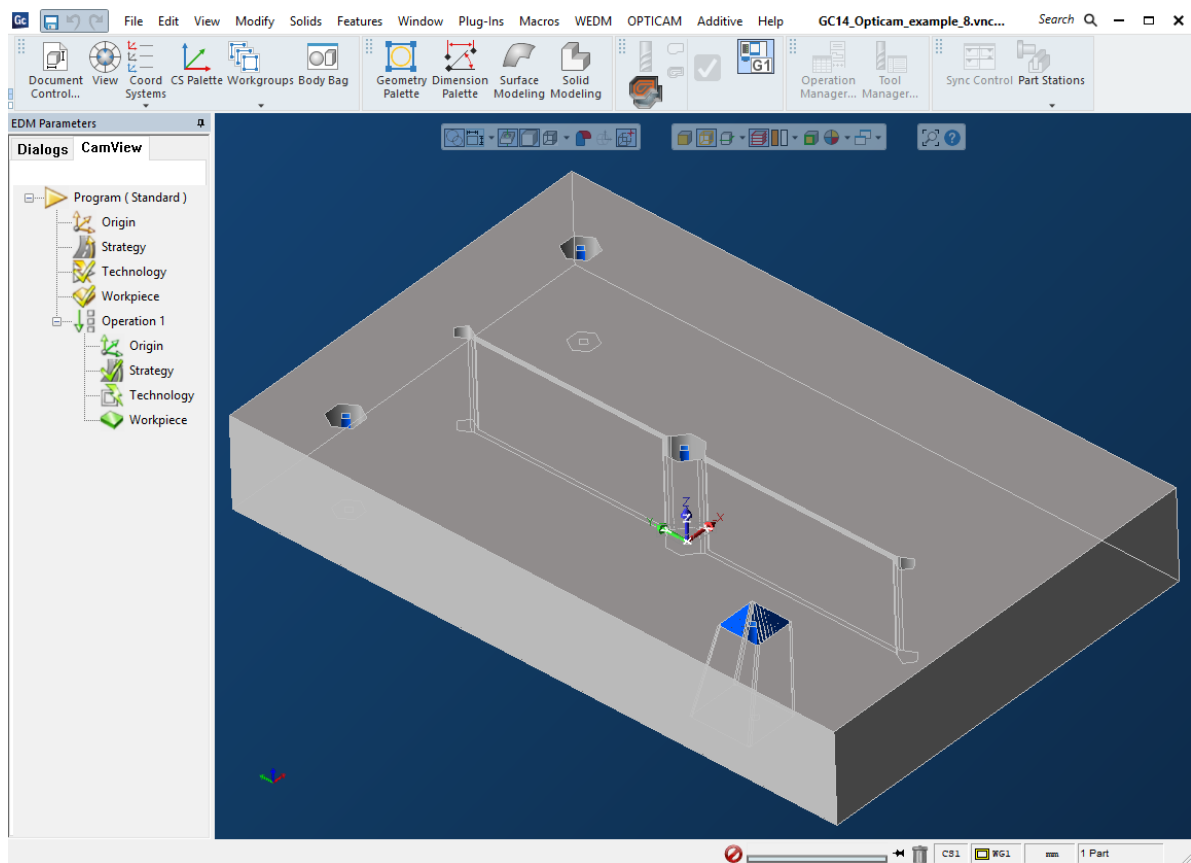 Gc File Edit View Modify Solids Features Window Plug-Ins Macros WEDM OPTICAM Additive Help GC14_Opticam_example_8.vnc... Search
G1
Document Control... View Coord Systems CS Palette Workgroups Body Bag Geometry Palette Dimension Palette Surface Modeling Solid Modeling Operation Manager... Tool Manager... Sync Control Part Stations
EDM Parameters
Dialogs CamView
Program ( Standard )
Origin
Strategy
Technology
Workpiece
Operation 1
Origin
Strategy
Technology
Workpiece
Z
X
CS1 WG1 mm 1 Part